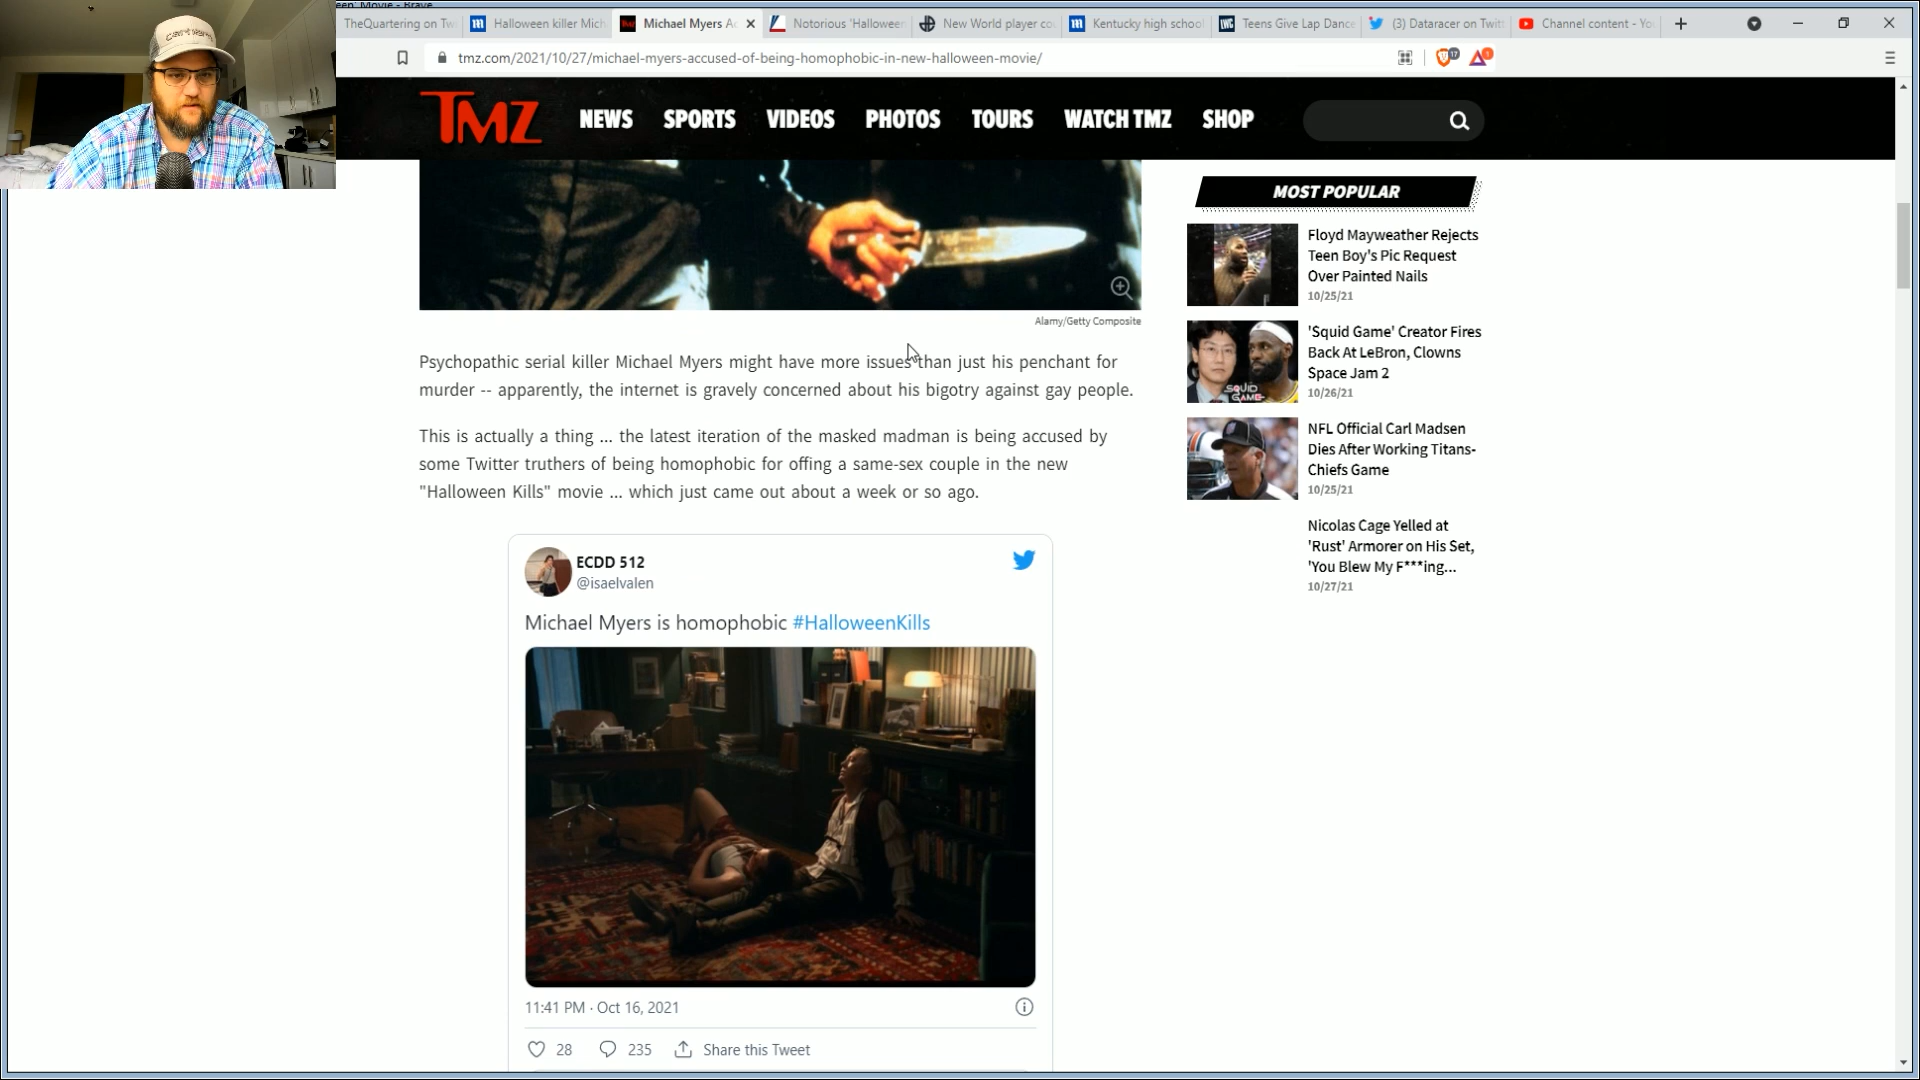 een' Movie - Brave
TheQuartering on Twi
Halloween killer Mich
Michael Myers Ac
Notorious 'Halloween
New World player co
Kentucky high school
Teens Give Lap Dance
(3) Dataracer on Twitt
Channel content - Yo
tmz.com/2021/10/27/michael-myers-accused-of-being-homophobic-in-new-halloween-movie/
TMZ
NEWS SPORTS VIDEOS PHOTOS TOURS WATCH TMZ SHOP
Alamy/Getty Composite
Psychopathic serial killer Michael Myers might have more issues than just his penchant for
murder -- apparently, the internet is gravely concerned about his bigotry against gay people.
This is actually a thing ... the latest iteration of the masked madman is being accused by
some Twitter truthers of being homophobic for offing a same-sex couple in the new
"Halloween Kills" movie ... which just came out about a week or so ago.
ECDD 512
@isaelvalen
Michael Myers is homophobic #HalloweenKills
11:41 PM · Oct 16, 2021
28 235 Share this Tweet
MOST POPULAR
Floyd Mayweather Rejects
Teen Boy's Pic Request
Over Painted Nails
10/25/21
'Squid Game' Creator Fires
Back At LeBron, Clowns
Space Jam 2
10/26/21
SQUID
GAME
NFL Official Carl Madsen
Dies After Working Titans-
Chiefs Game
10/25/21
Nicolas Cage Yelled at
'Rust' Armorer on His Set,
'You Blew My F***ing...
10/27/21